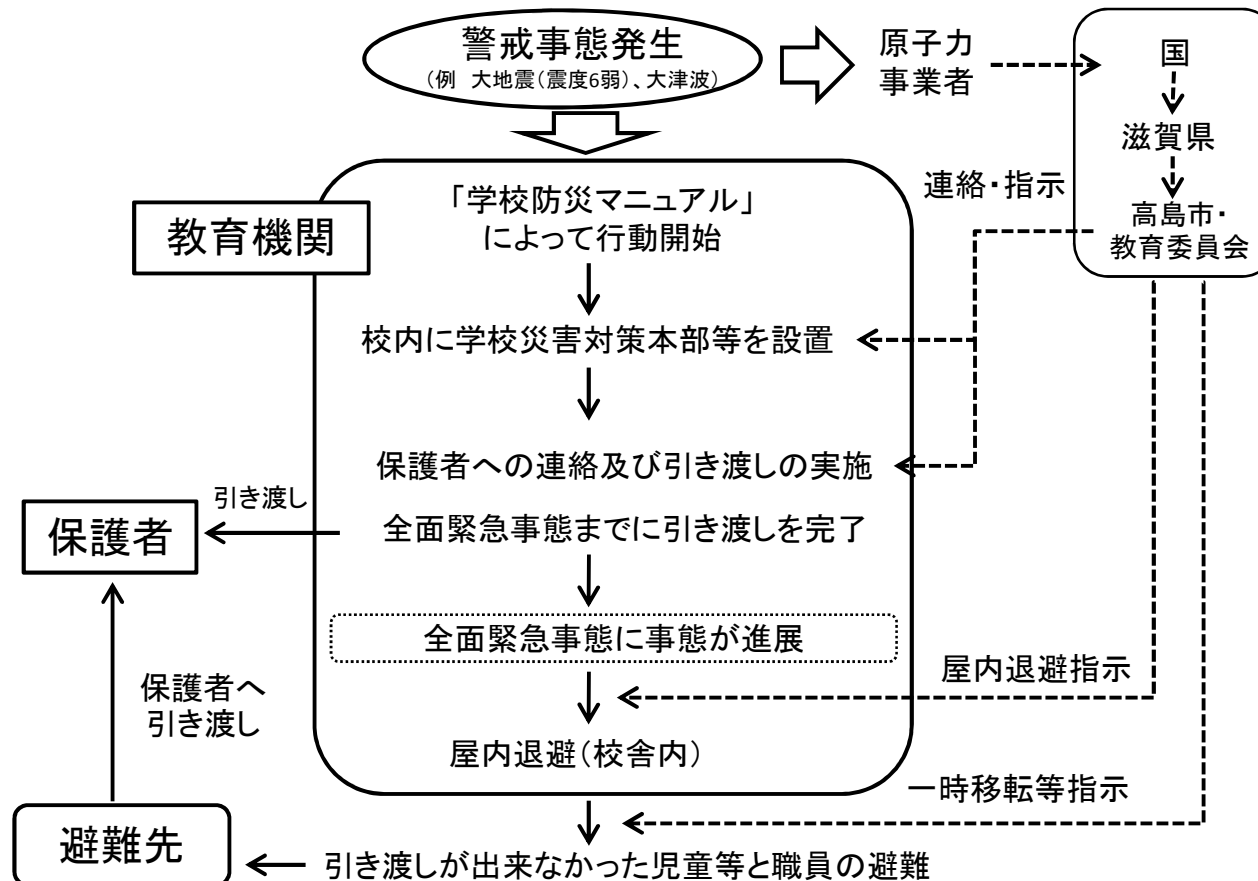 警戒事態発生
(例　大地震(震度6弱)、大津波)
原子力
事業者
国
滋賀県
高島市・
教育委員会
連絡・指示
教育機関
「学校防災マニュアル」
によって行動開始
校内に学校災害対策本部等を設置
保護者への連絡及び引き渡しの実施
引き渡し
保護者
全面緊急事態までに引き渡しを完了
全面緊急事態に事態が進展
屋内退避指示
保護者へ
引き渡し
屋内退避(校舎内)
一時移転等指示
避難先
引き渡しが出来なかった児童等と職員の避難